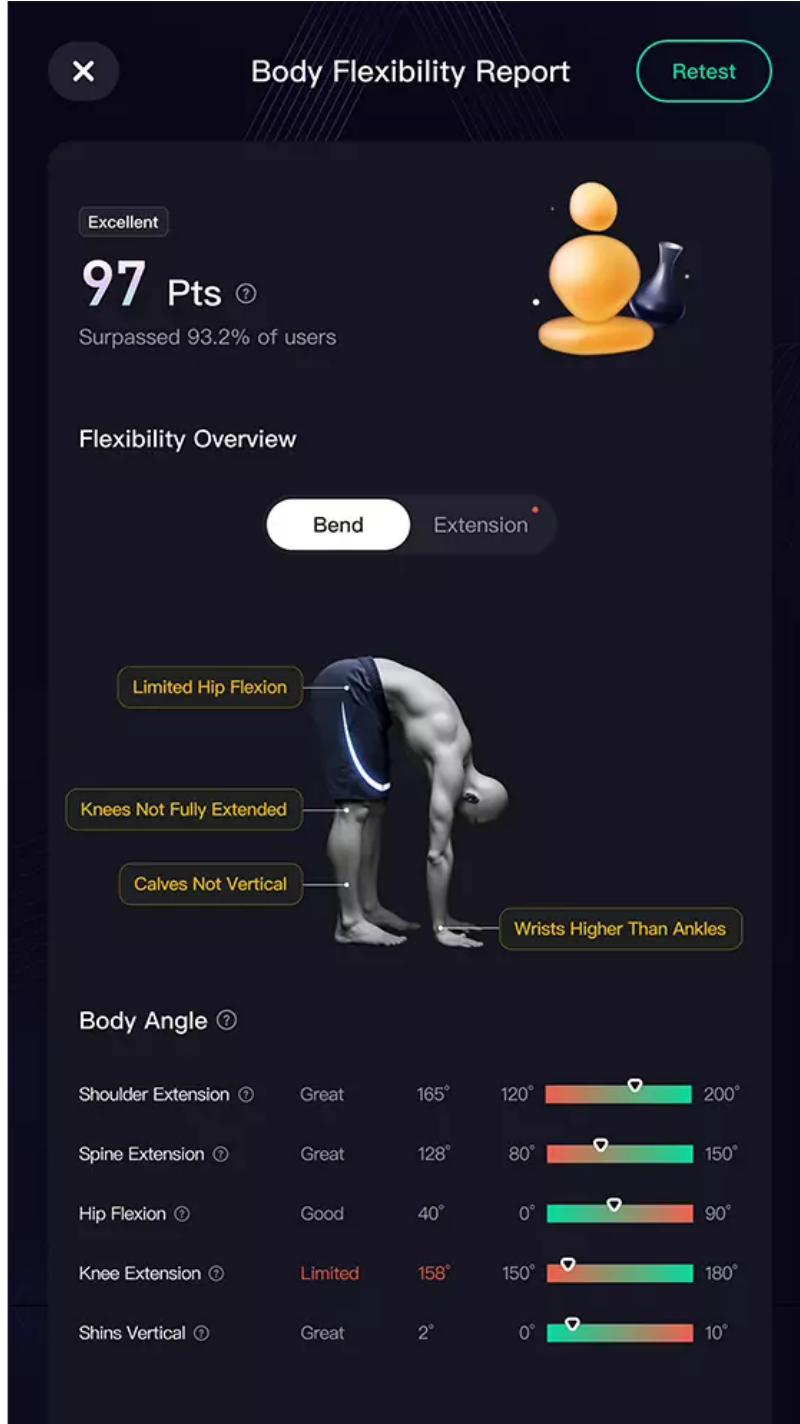 Body Flexibility Report
Retest
Excellent
97 Pts ?
Surpassed 93.2% of users
Flexibility Overview
Bend Extension
Limited Hip Flexion
Knees Not Fully Extended
Calves Not Vertical
Wrists Higher Than Ankles
Body Angle ?
Shoulder Extension ? Great 165° 120° 200°
Spine Extension ? Great 128° 80° 150°
Hip Flexion ? Good 40° 0° 90°
Knee Extension ? Limited 158° 150° 180°
Shins Vertical ? Great 2° 0° 10°